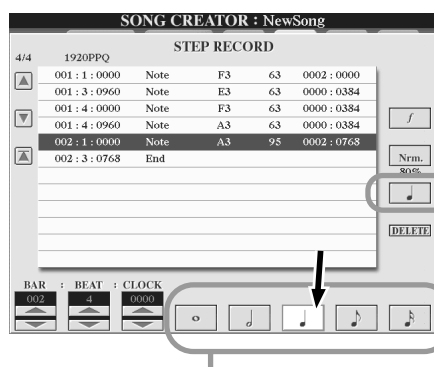 SONG CREATOR : NewSong
STEP RECORD
4/4 1920PPQ
001 : 1 : 0000 Note F3 63 0002 : 0000
001 : 3 : 0960 Note E3 63 0000 : 0384
001 : 4 : 0000 Note F3 63 0000 : 0384
001 : 4 : 0960 Note A3 63 0000 : 0384
002 : 1 : 0000 Note A3 95 0002 : 0768
002 : 3 : 0768 End
f
Nrm.
80%
DELETE
BAR : BEAT : CLOCK
002 4 0000